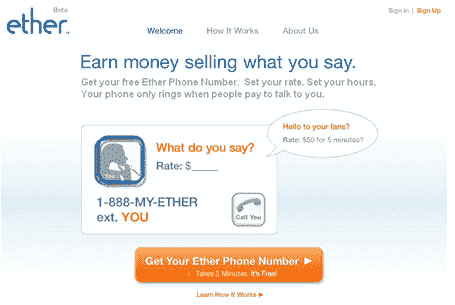 Beta
Sign in | Sign Up
ether™
Welcome How It Works About Us
Earn money selling what you say.
Get your free Ether Phone Number. Set your rate. Set your hours.
Your phone only rings when people pay to talk to you.
Hello to your fans?
Rate: $50 for 5 minutes?
What do you say?
Rate: $_____
1-888-MY-ETHER
ext. YOU
Call You
Get Your Ether Phone Number ►
Takes 2 Minutes. It's Free!
Learn How It Works ►